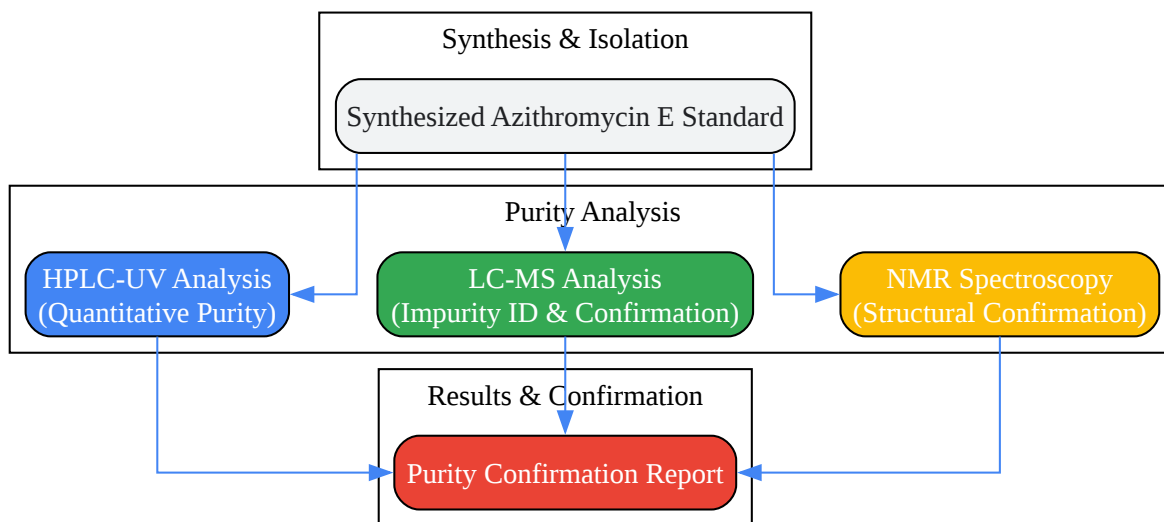 Synthesis & Isolation
Synthesized Azithromycin E Standard
Purity Analysis
HPLC-UV Analysis
(Quantitative Purity)
LC-MS Analysis
(Impurity ID & Confirmation)
NMR Spectroscopy
(Structural Confirmation)
Results & Confirmation
Purity Confirmation Report